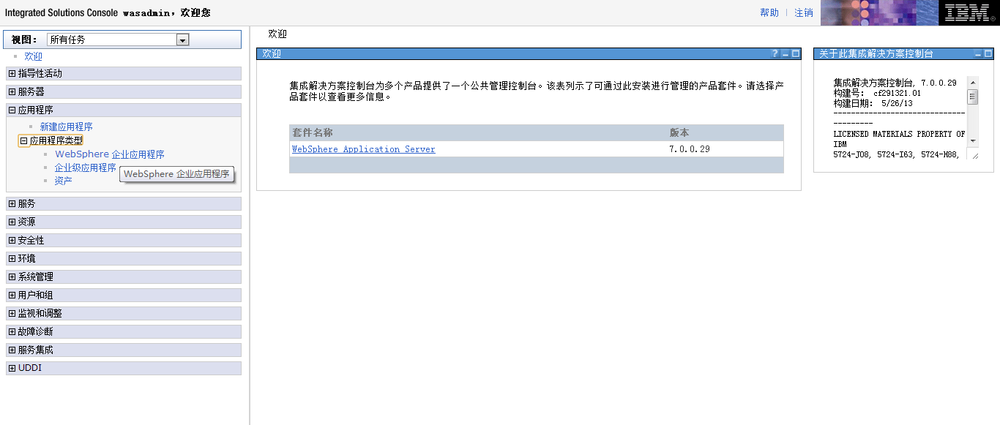 Integrated Solutions Console wasadmin，欢迎您
帮助 注销
IBM®
视图： 所有任务
欢迎
指导性活动
服务器
应用程序
新建应用程序
应用程序类型
WebSphere 企业应用程序
企业级应用程序
资产
WebSphere 企业应用程序
服务
资源
安全性
环境
系统管理
用户和组
监视和调整
故障诊断
服务集成
UDDI
欢迎
欢迎
?
集成解决方案控制台为多个产品提供了一个公共管理控制台。该表列示了可通过此安装进行管理的产品套件。请选择产
品套件以查看更多信息。
套件名称 版本
WebSphere Application Server 7.0.0.29
关于此集成解决方案控制台
集成解决方案控制台, 7.0.0.29
构建号： cf291321.01
构建日期： 5/26/13
------------------------------
---------
LICENSED MATERIALS PROPERTY OF
IBM
5724-J08, 5724-I63, 5724-H88,